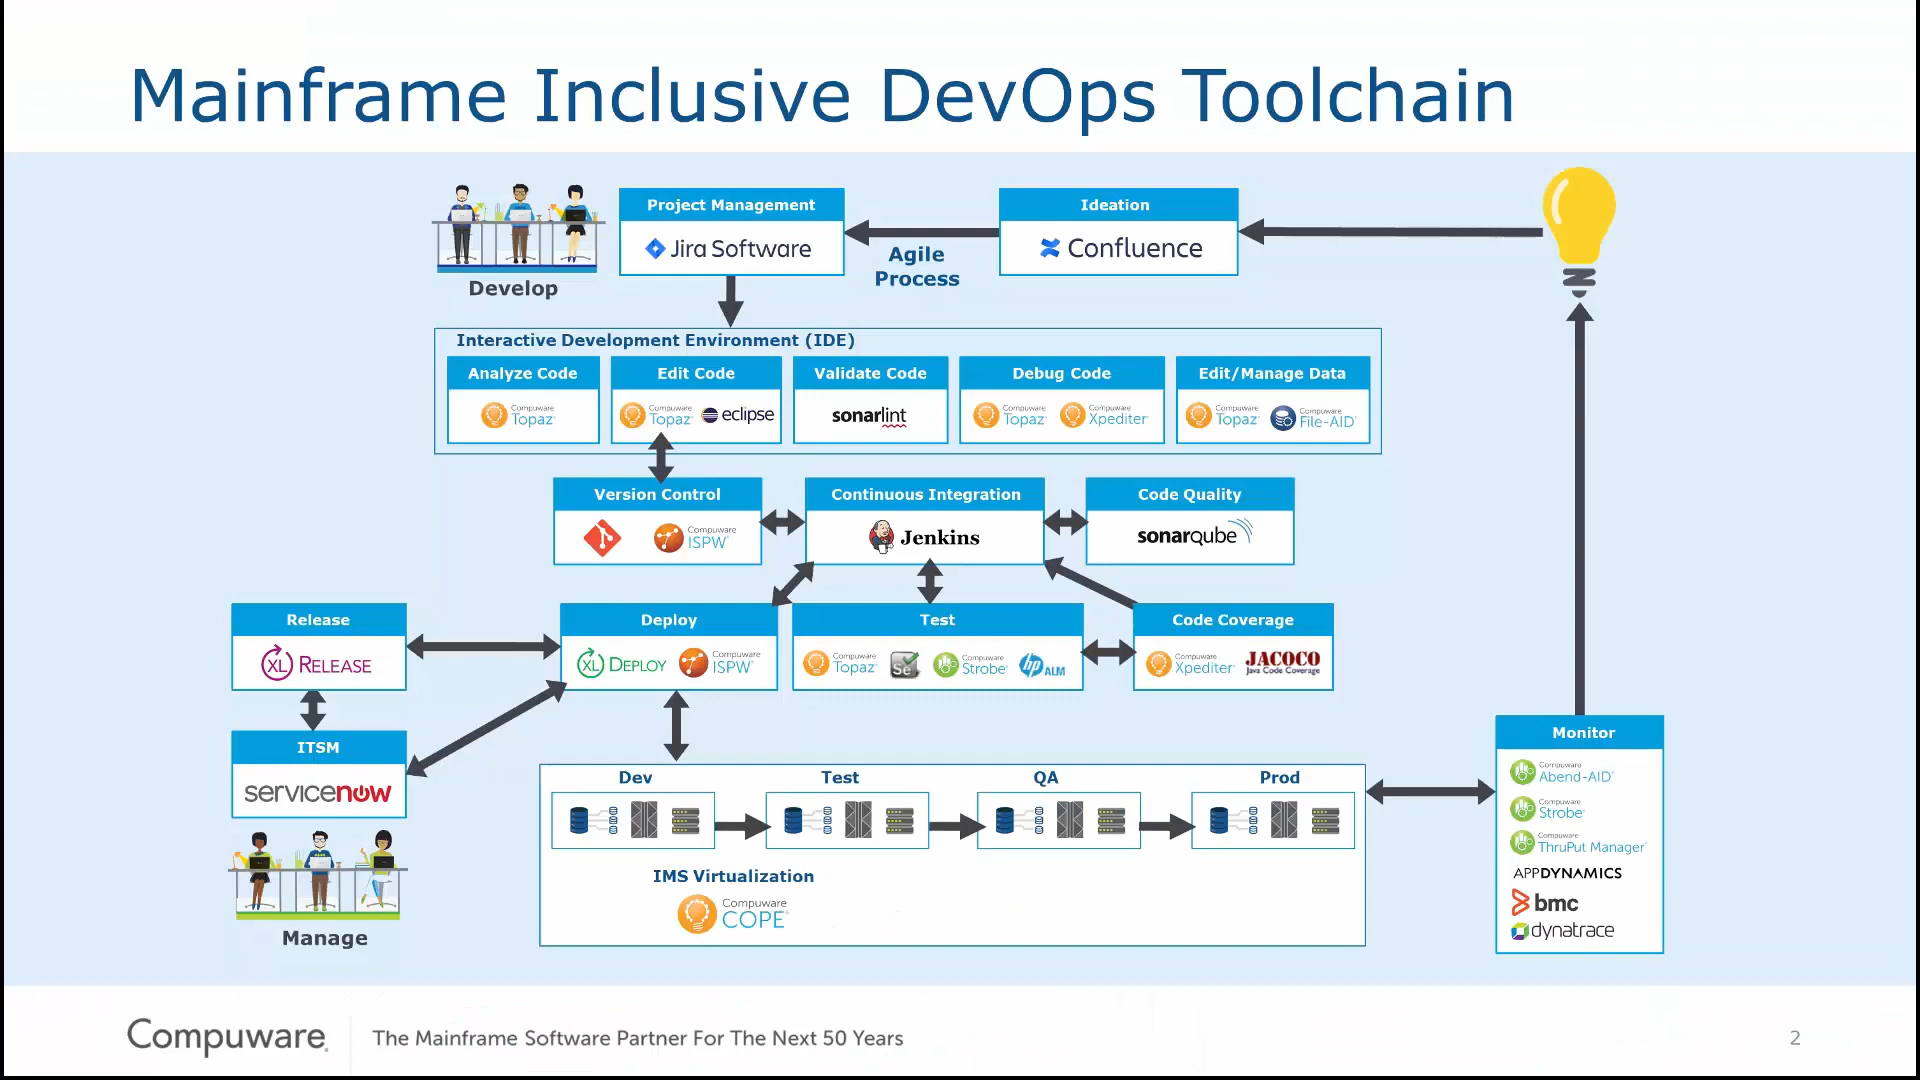 Mainframe Inclusive DevOps Toolchain
Develop
Project Management
Jira Software
Agile
Process
Ideation
Confluence
Interactive Development Environment (IDE)
Analyze Code
Compuware
Topaz
Edit Code
Compuware
Topaz
eclipse
Validate Code
sonarlint
Debug Code
Compuware
Topaz
Compuware
Xpediter
Edit/Manage Data
Compuware
Topaz
Compuware
File-AID
Version Control
Compuware
ISPW
Continuous Integration
Jenkins
Code Quality
sonarqube
Release
XL RELEASE
Deploy
XL DEPLOY
Compuware
ISPW
Test
Compuware
Topaz
Se
Compuware
Strobe
hp ALM
Code Coverage
Compuware
Xpediter
JACOCO
Java Code Coverage
ITSM
servicenow
Manage
Dev
Test
QA
Prod
IMS Virtualization
Compuware
COPE
Monitor
Compuware
Abend-AID
Compuware
Strobe
Compuware
ThruPut Manager
APPDYNAMICS
bmc
dynatrace
Compuware
The Mainframe Software Partner For The Next 50 Years
2